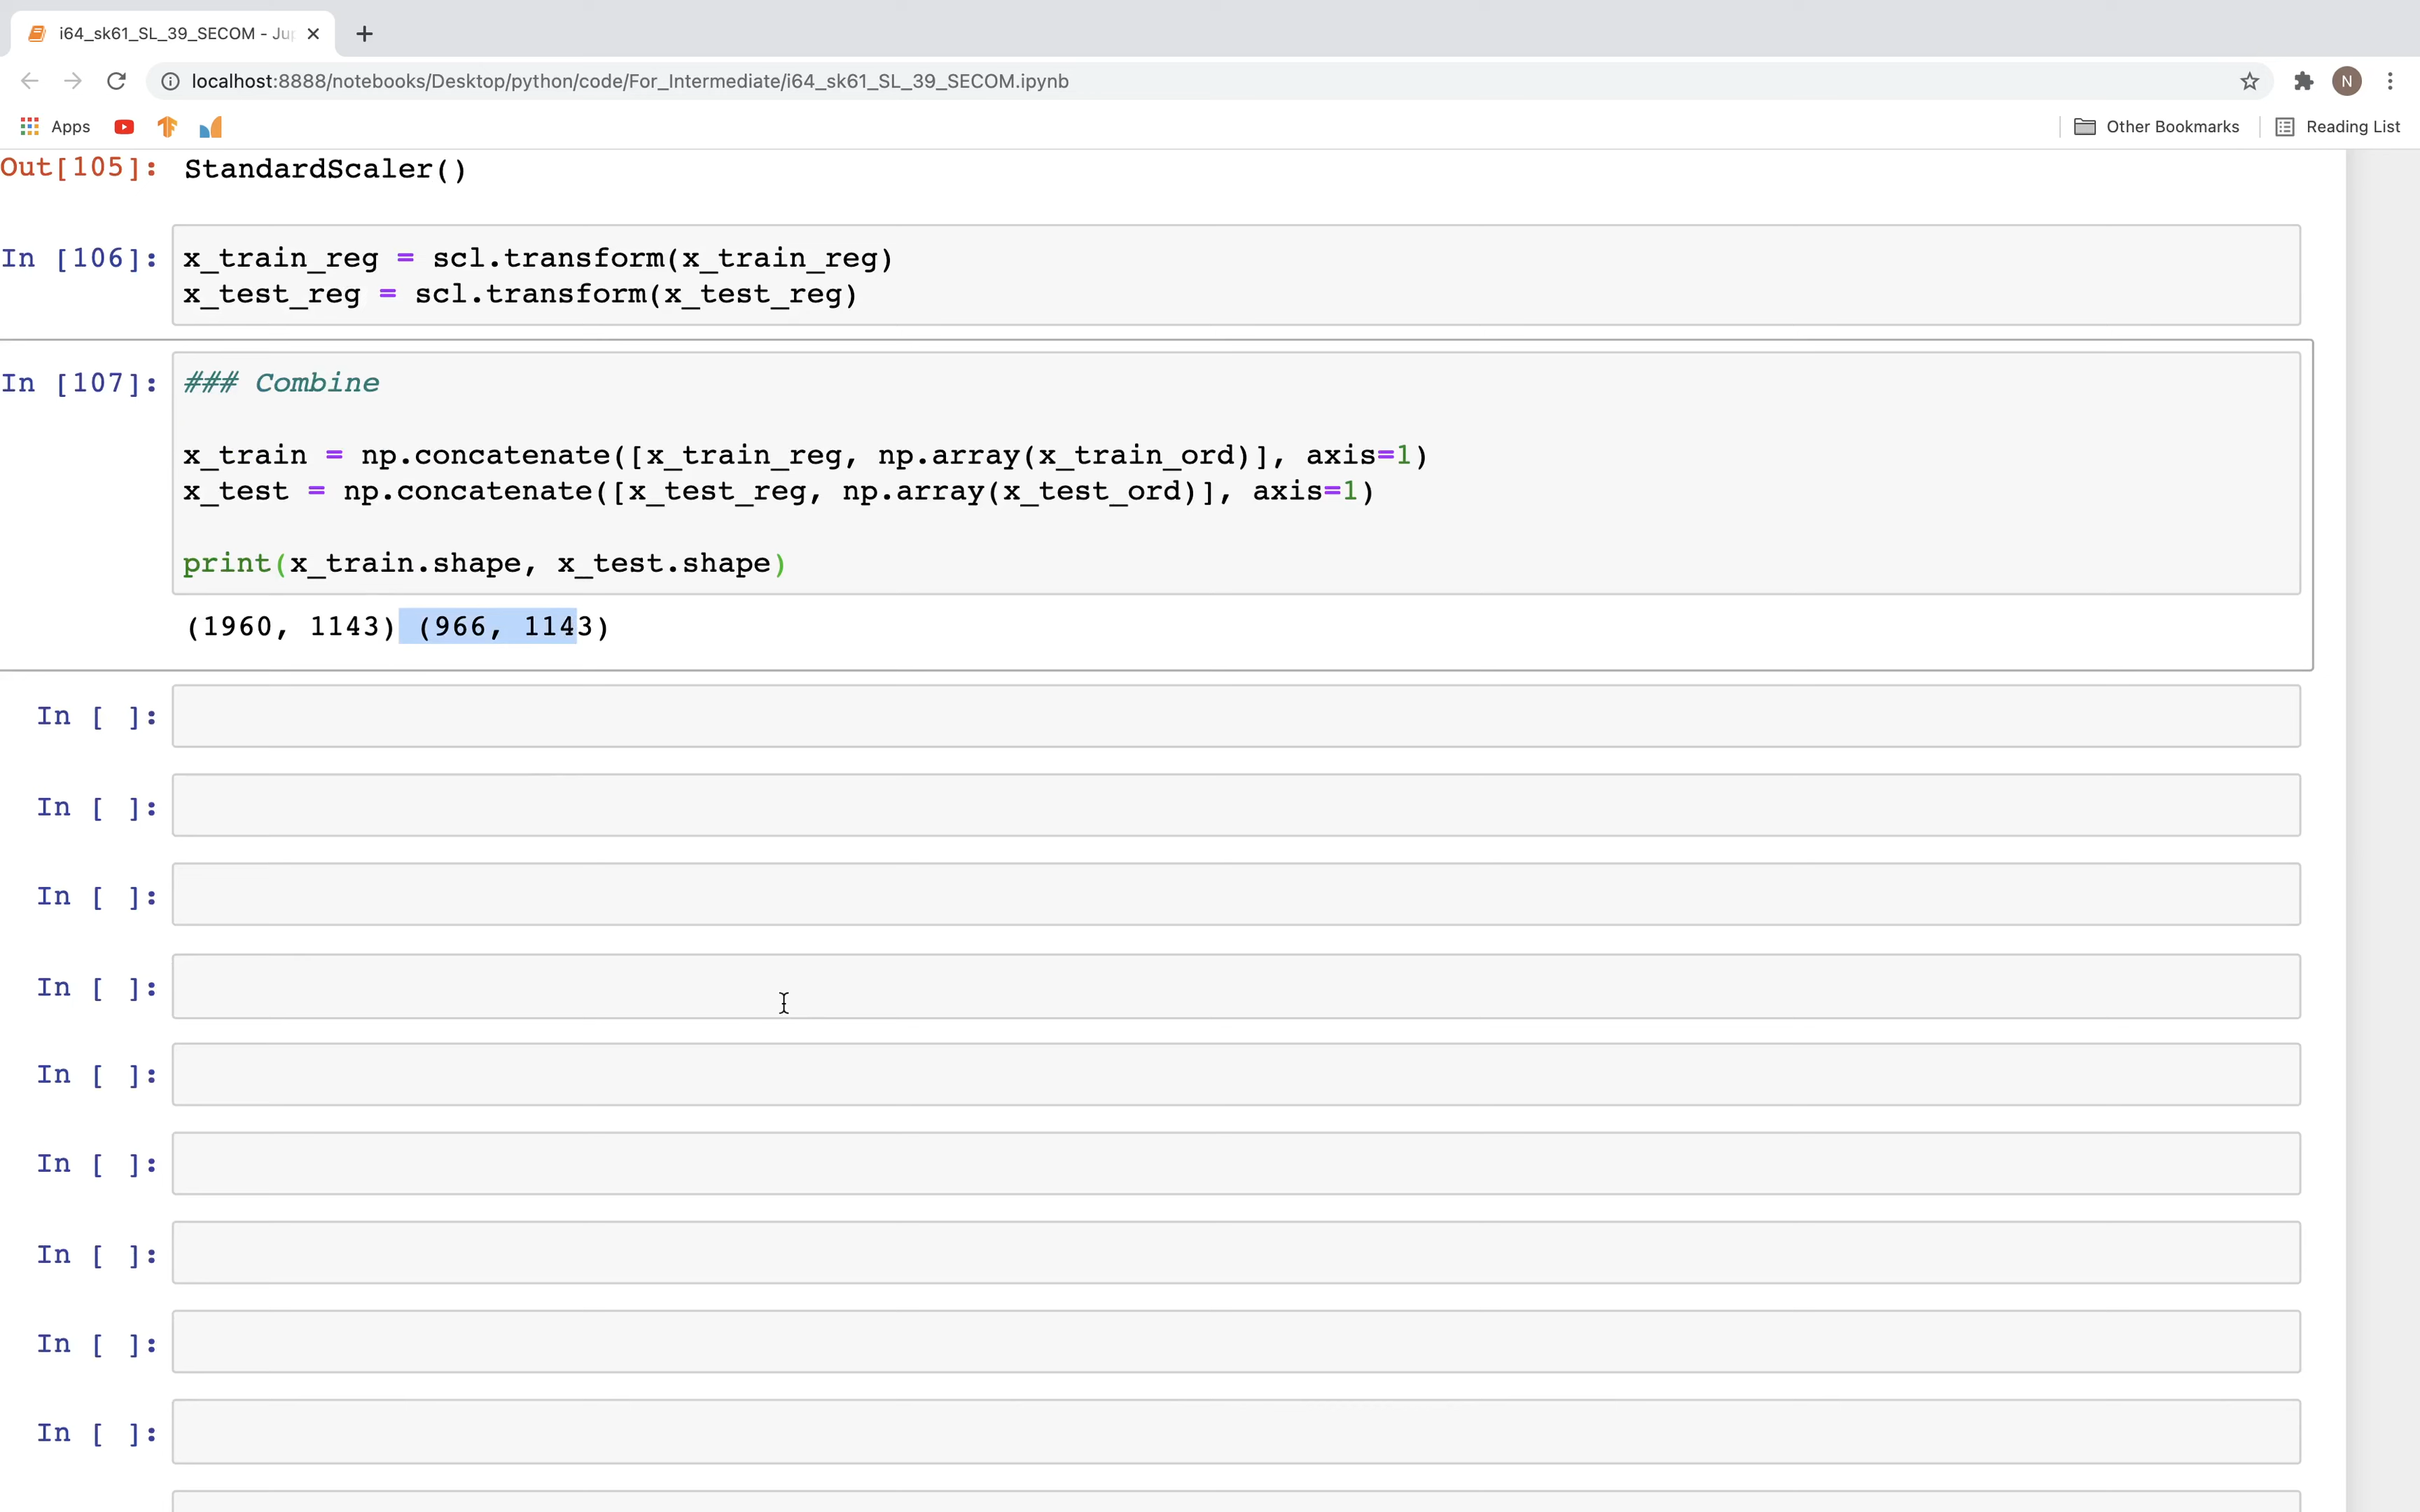 i64_sk61_SL_39_SECOM - Ju
localhost:8888/notebooks/Desktop/python/code/For_Intermediate/i64_sk61_SL_39_SECOM.ipynb
N
Apps
Other Bookmarks
Reading List
Out[105]: StandardScaler()
In [106]: x_train_reg = scl.transform(x_train_reg)
x_test_reg = scl.transform(x_test_reg)
In [107]: ### Combine
x_train = np.concatenate([x_train_reg, np.array(x_train_ord)], axis=1)
x_test = np.concatenate([x_test_reg, np.array(x_test_ord)], axis=1)
print(x_train.shape, x_test.shape)
(1960, 1143) (966, 1143)
In [ ]:
In [ ]:
In [ ]:
In [ ]:
In [ ]:
In [ ]:
In [ ]:
In [ ]:
In [ ]: